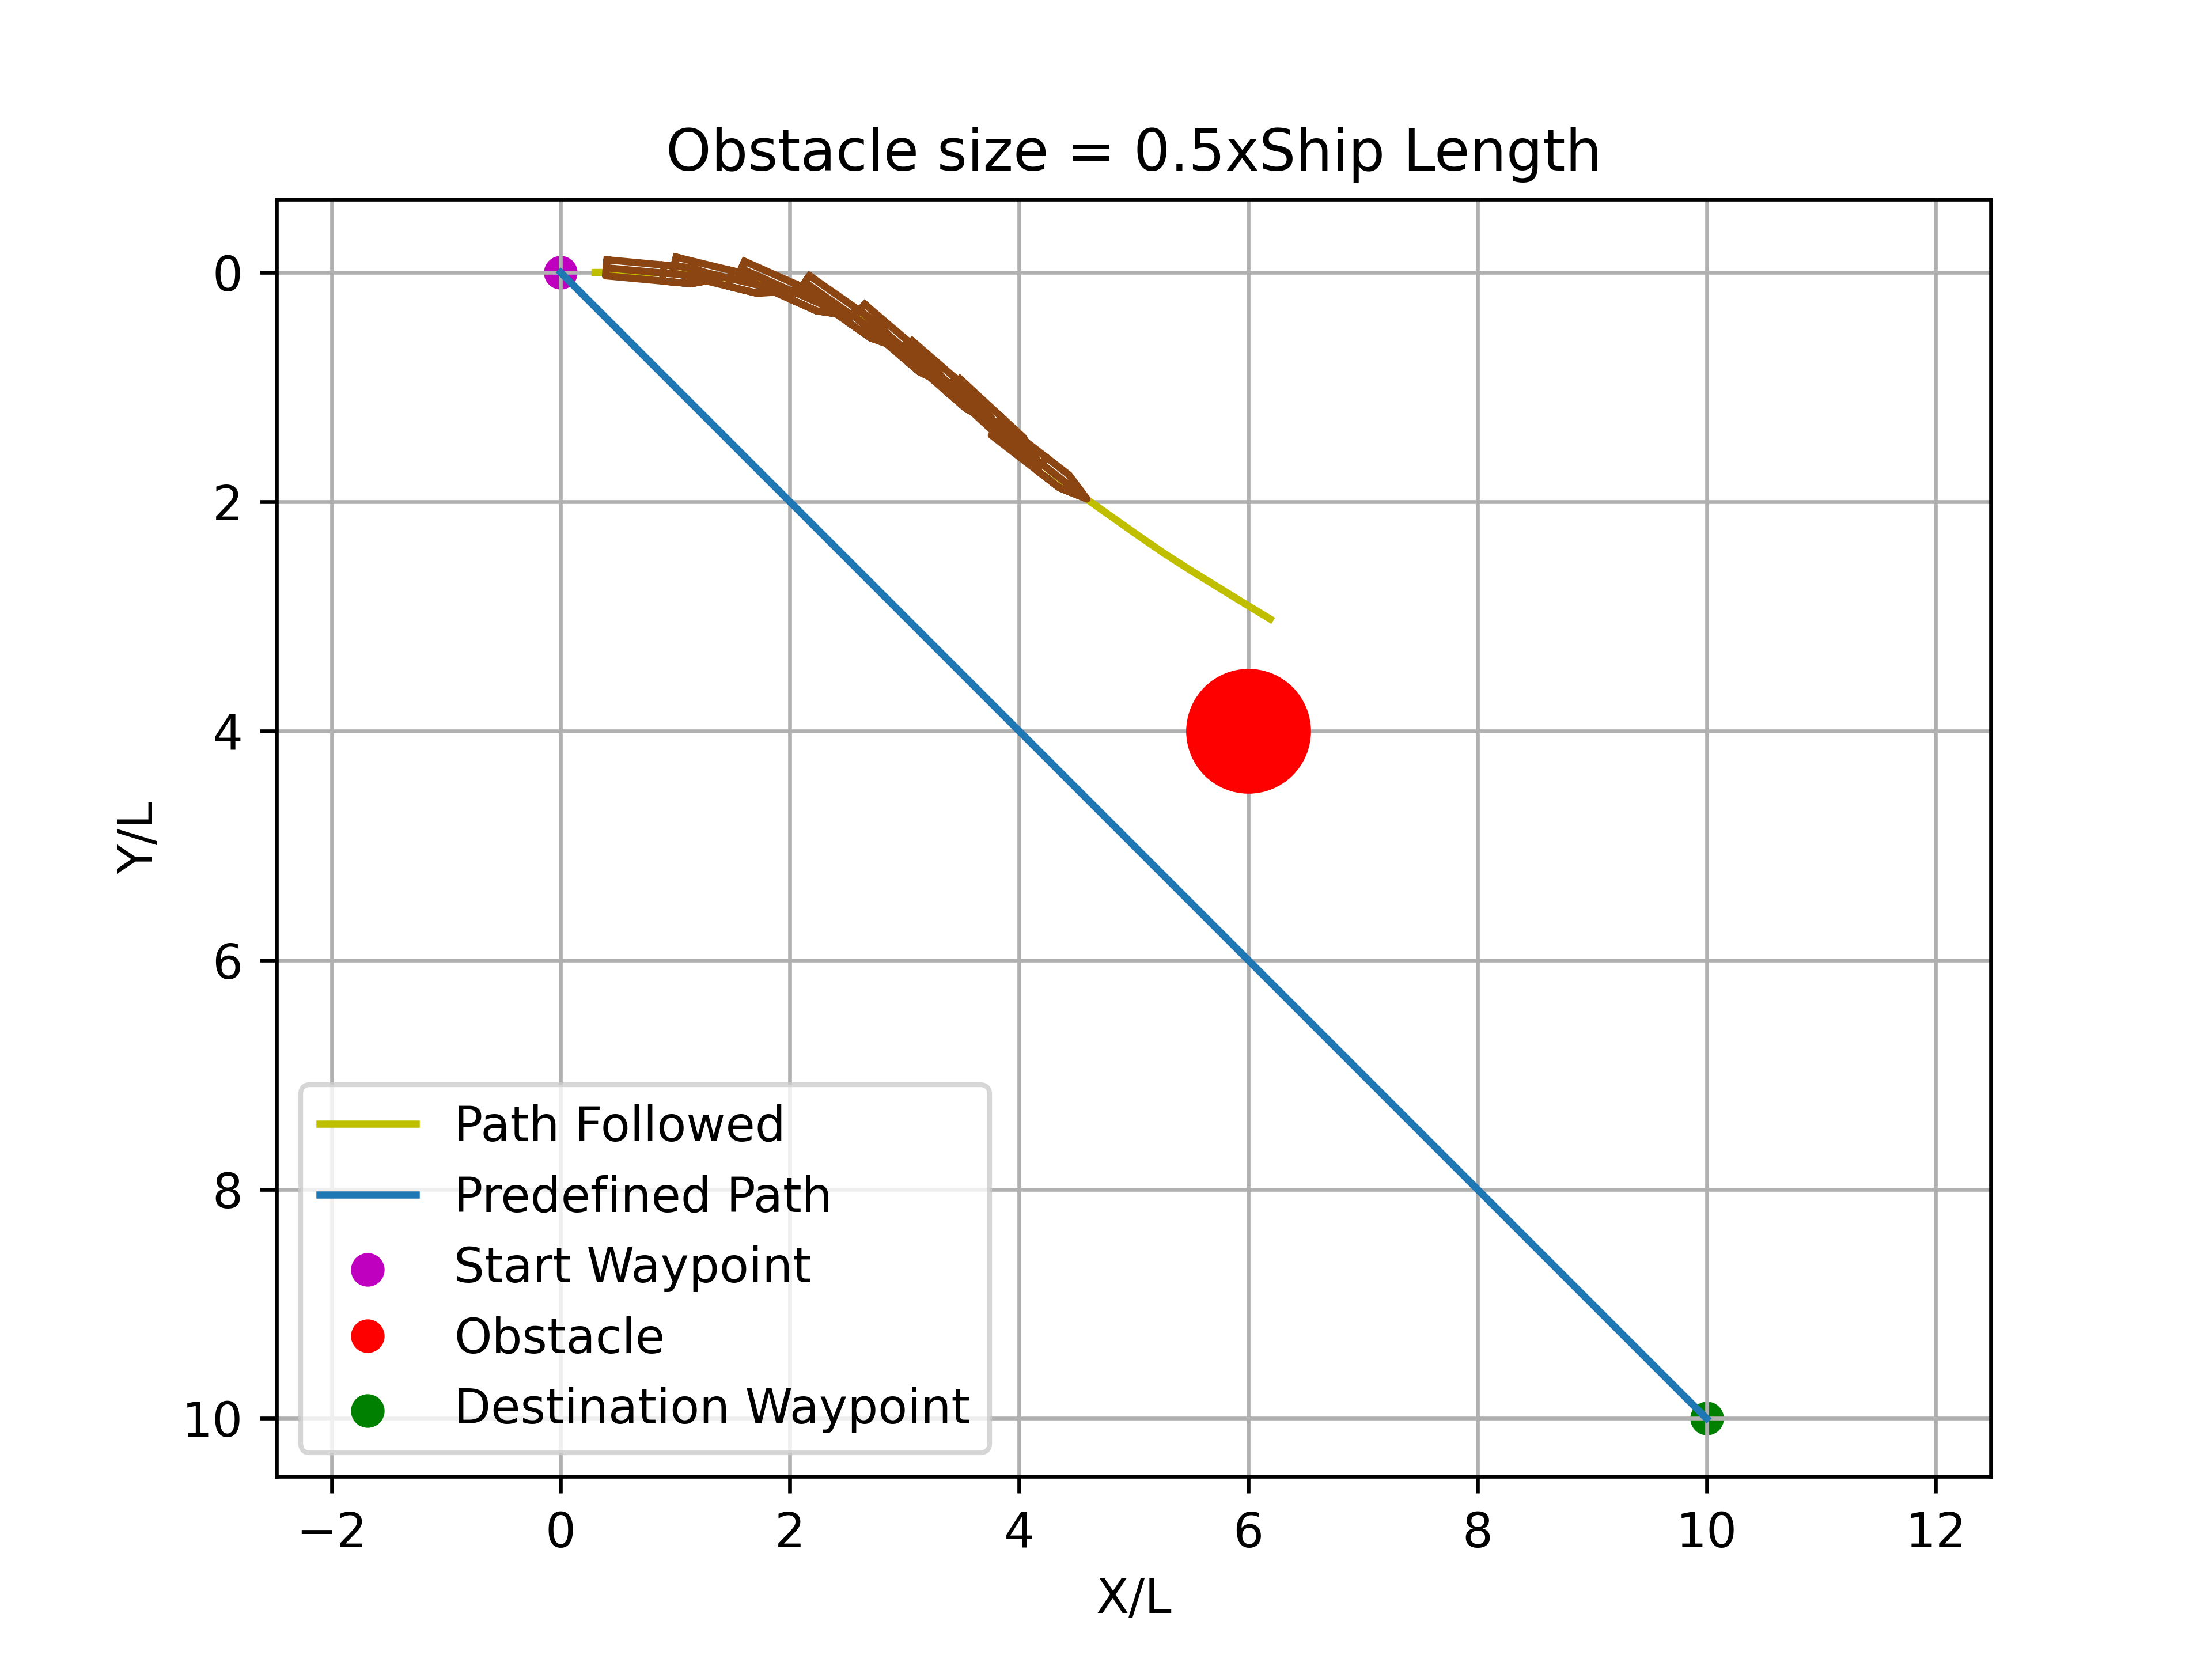 Obstacle size = 0.5xShip Length
0
2
4
6
8
10
Y/L
Path Followed
Predefined Path
Start Waypoint
Obstacle
Destination Waypoint
−2 0 2 4 6 8 10 12
X/L